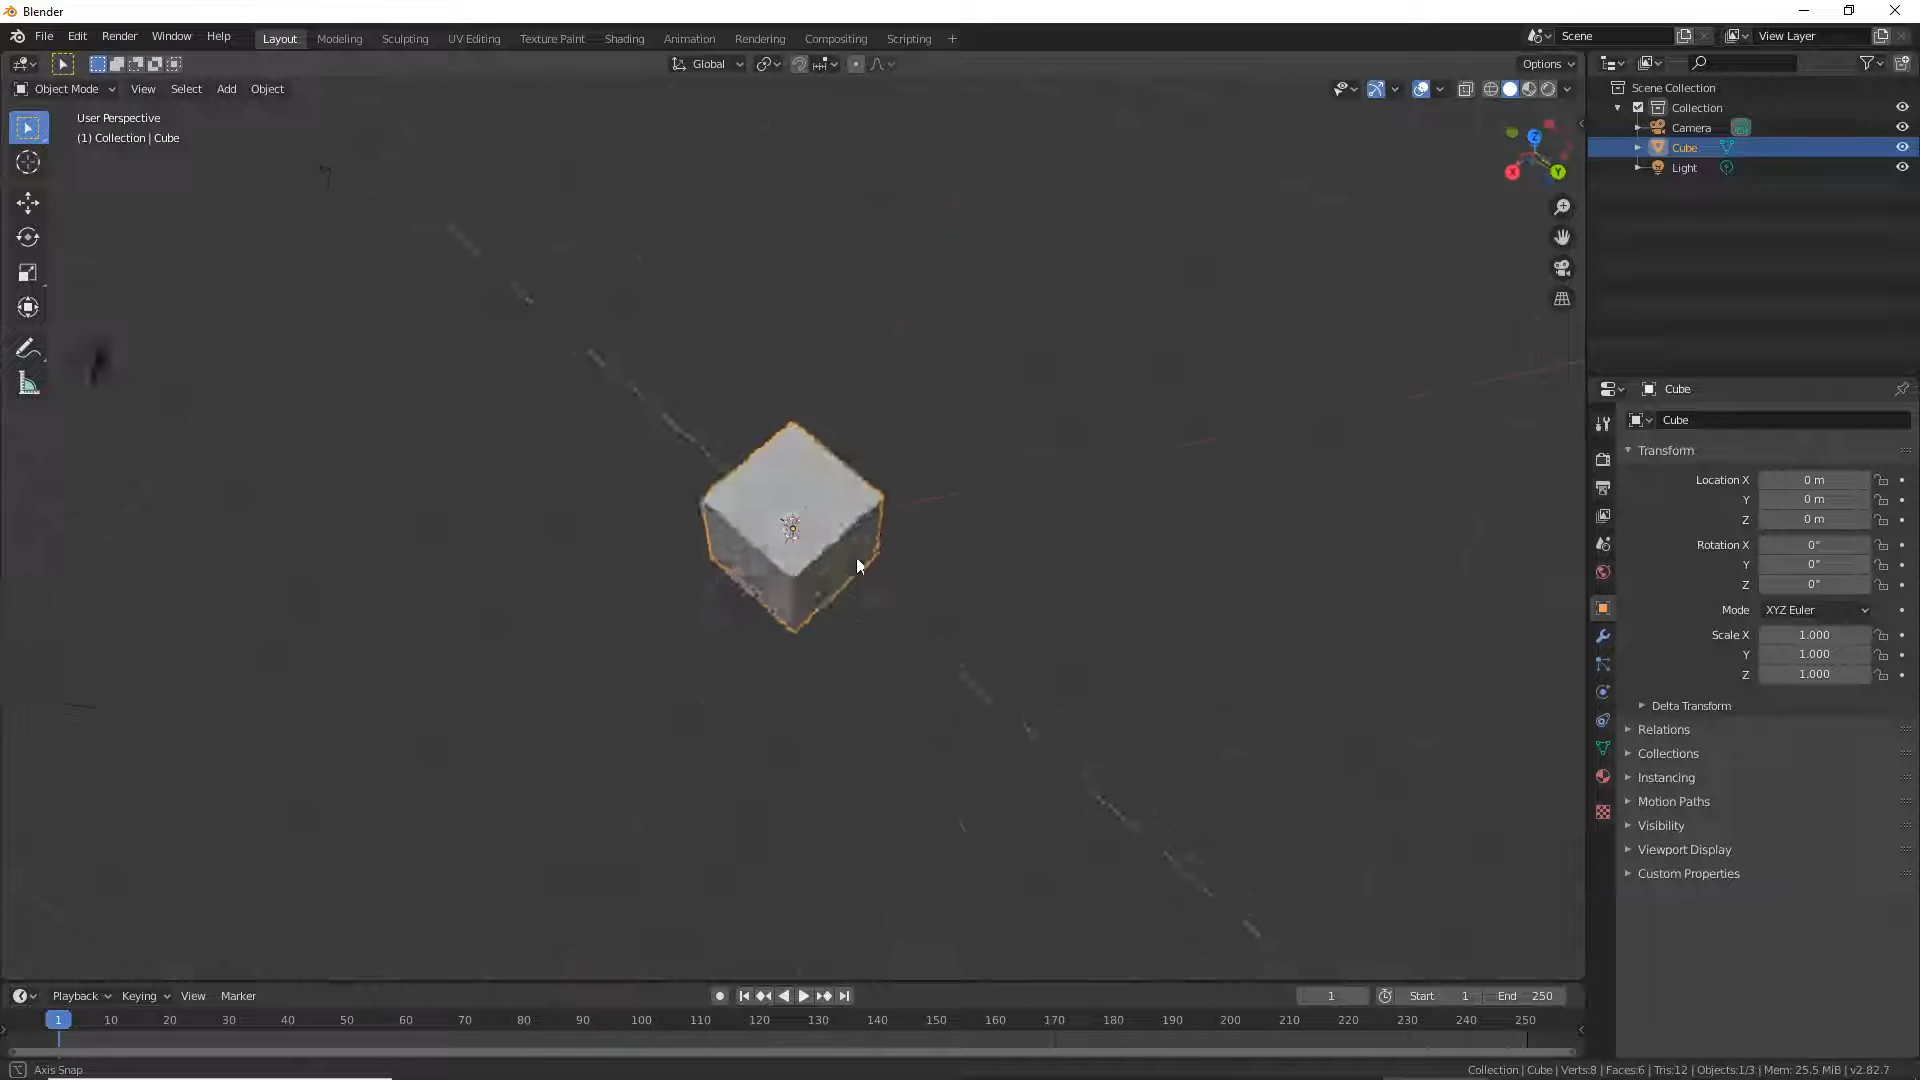 Blender
File Edit Render Window Help
Layout Modeling Sculpting UV Editing Texture Paint Shading Animation Rendering Compositing Scripting
Scene
View Layer
Global
Options
Object Mode View Select Add Object
User Perspective
(1) Collection | Cube
Z
X
Y
Scene Collection
Collection
Camera
Cube
Light
Cube
Cube
Transform
Location X 0 m
Y 0 m
Z 0 m
Rotation X 0°
Y 0°
Z 0°
Mode XYZ Euler
Scale X 1.000
Y 1.000
Z 1.000
Delta Transform
Relations
Collections
Instancing
Motion Paths
Visibility
Viewport Display
Custom Properties
Playback Keying View Marker
1 Start 1 End 250
1 10 20 30 40 50 60 70 80 90 100 110 120 130 140 150 160 170 180 190 200 210 220 230 240 250
Axis Snap
Collection | Cube | Verts:8 | Faces:6 | Tris:12 | Objects:1/3 | Mem: 25.5 MiB | v2.82.7